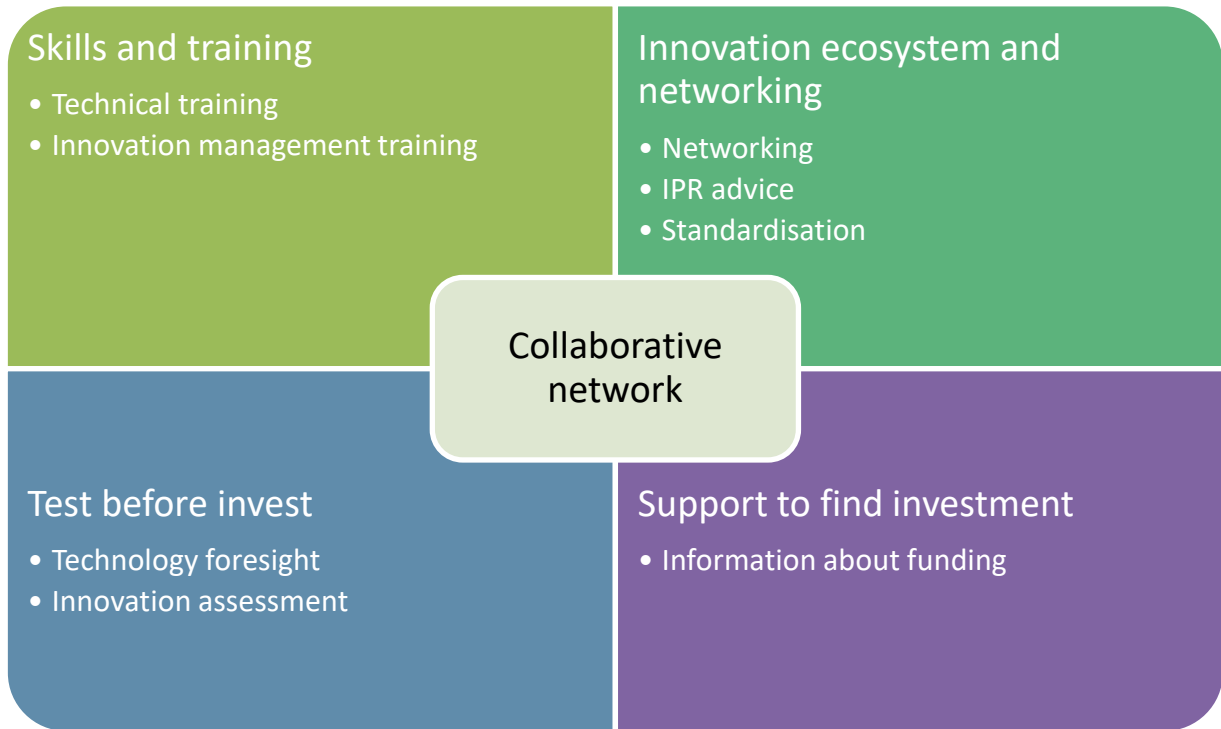 Skills and training
• Technical training
• Innovation management training
Innovation ecosystem and
networking
• Networking
• IPR advice
• Standardisation
Collaborative
network
Test before invest
• Technology foresight
• Innovation assessment
Support to find investment
• Information about funding